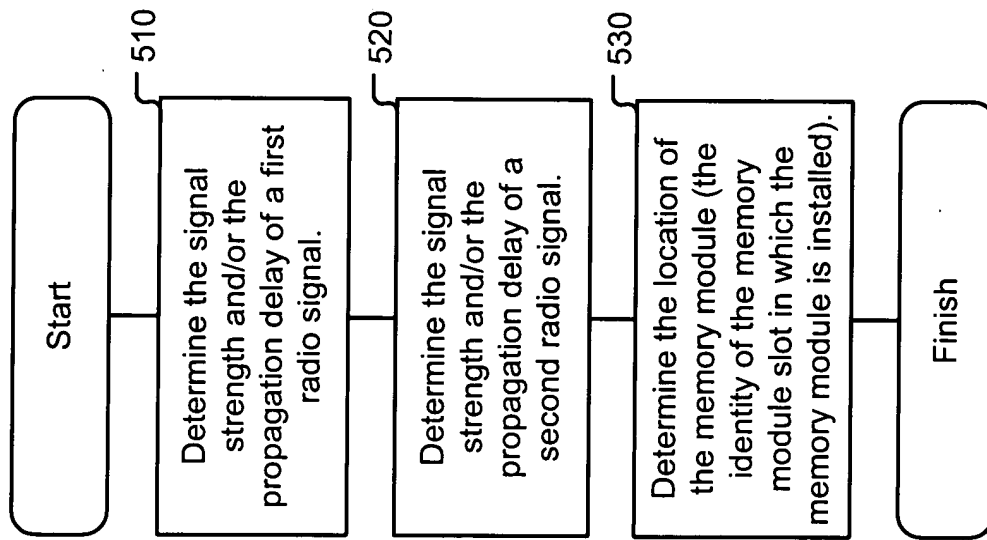 Start
510
Determine the signal
strength and/or the
propagation delay of a first
radio signal.
520
Determine the signal
strength and/or the
propagation delay of a
second radio signal.
530
Determine the location of
the memory module (the
identity of the memory
module slot in which the
memory module is installed).
Finish